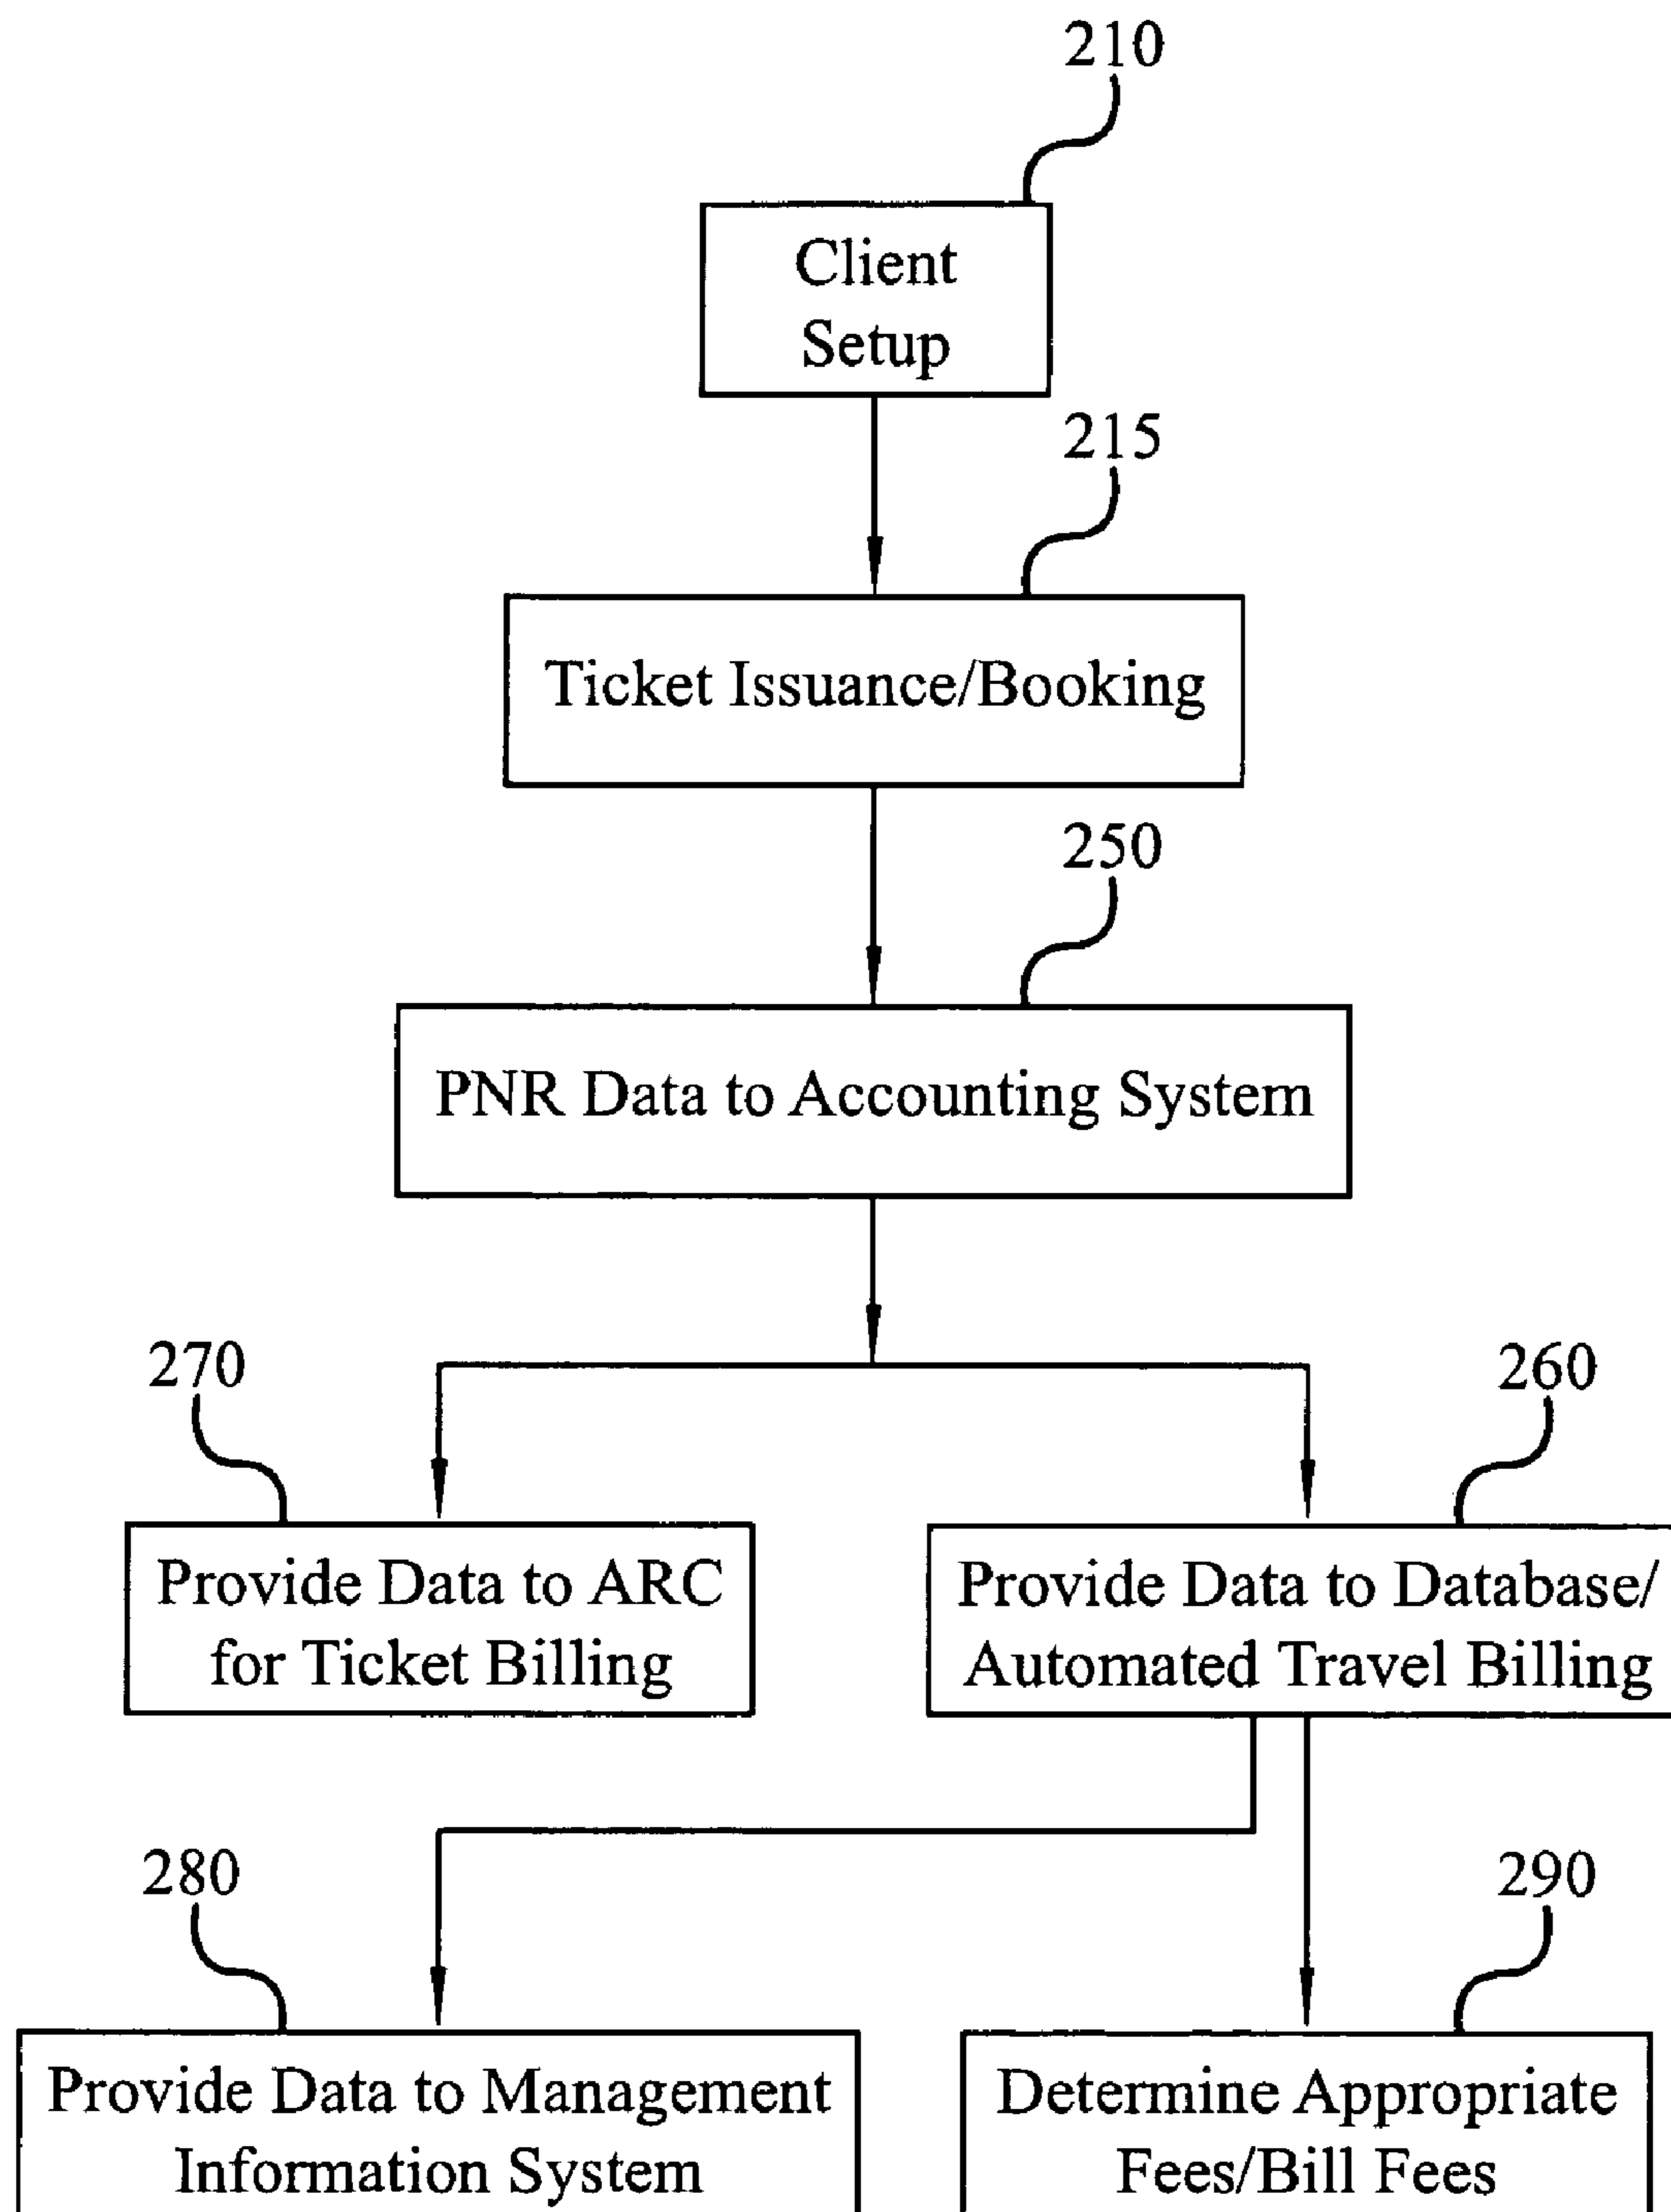 210
Client
Setup
215
Ticket Issuance/Booking
250
PNR Data to Accounting System
270
260
Provide Data to ARC
for Ticket Billing
Provide Data to Database/
Automated Travel Billing
280
290
Provide Data to Management
Information System
Determine Appropriate
Fees/Bill Fees